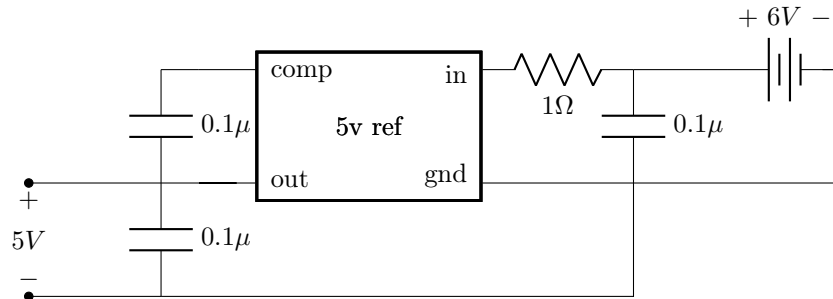 + 6V −
comp
in
1Ω
0.1μ
5v ref
0.1μ
out
gnd
+
5V
−
0.1μ